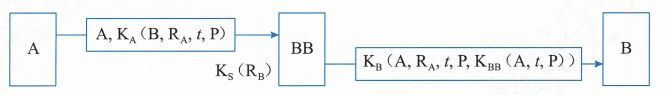 A
A, K_A (B, R_A, t, P)
BB
K_S (R_B)
K_B (A, R_A, t, P, K_BB (A, t, P))
B